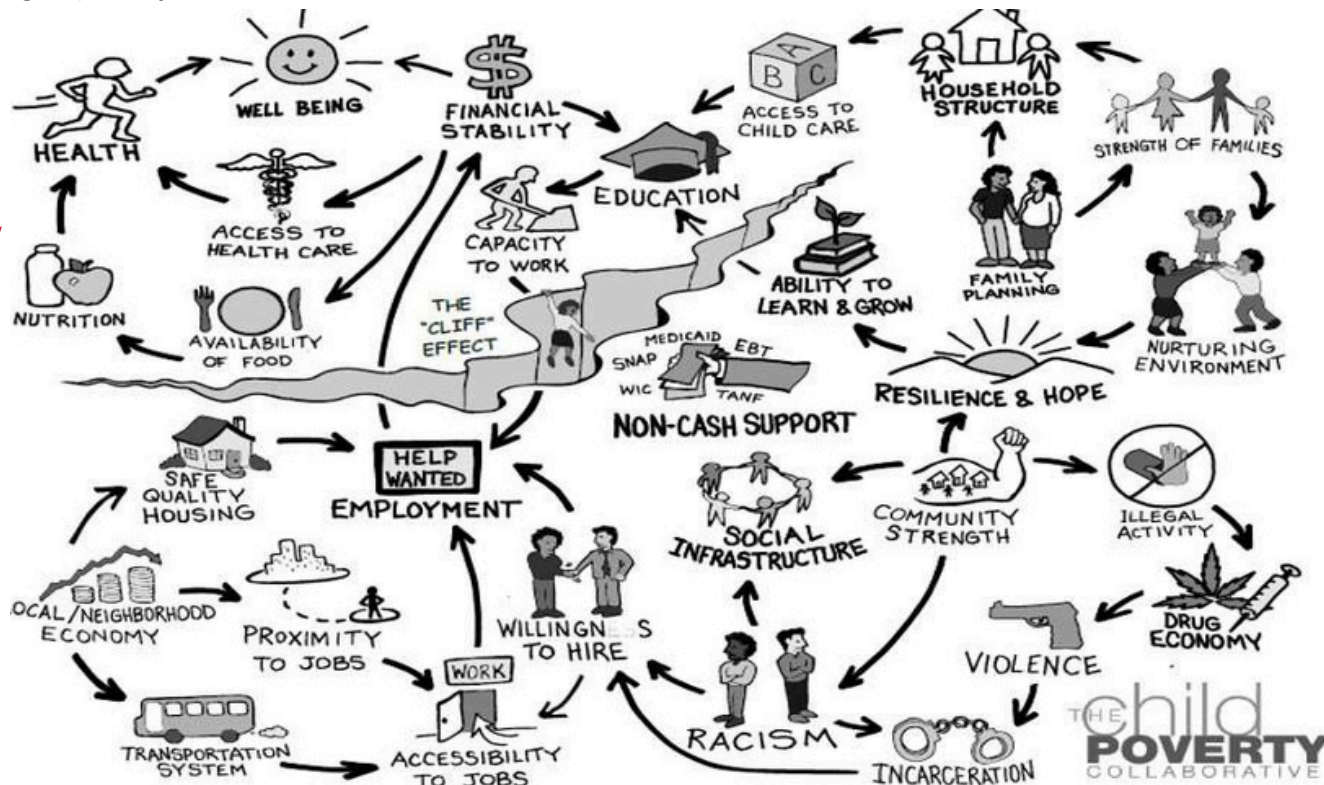 WELL BEING
FINANCIAL
STABILITY
A
B
C
ACCESS TO
CHILD CARE
HOUSEHOLD
STRUCTURE
STRENGTH OF FAMILIES
HEALTH
ACCESS TO
HEALTH CARE
EDUCATION
CAPACITY
TO WORK
ABILITY TO
LEARN & GROW
FAMILY
PLANNING
NUTRITION
AVAILABILITY
OF FOOD
THE
"CLIFF"
EFFECT
NURTURING
ENVIRONMENT
MEDICAID
EBT
SNAP
WIC
TANF
NON-CASH SUPPORT
RESILIENCE & HOPE
SAFE
QUALITY
HOUSING
HELP
WANTED
EMPLOYMENT
SOCIAL
INFRASTRUCTURE
COMMUNITY
STRENGTH
ILLEGAL
ACTIVITY
OCAL/NEIGHBORHOOD
ECONOMY
PROXIMITY
TO JOBS
WILLINGNESS
TO HIRE
DRUG
ECONOMY
VIOLENCE
TRANSPORTATION
SYSTEM
WORK
ACCESSIBILITY
TO JOBS
RACISM
INCARCERATION
THE child
POVERTY
COLLABORATIVE